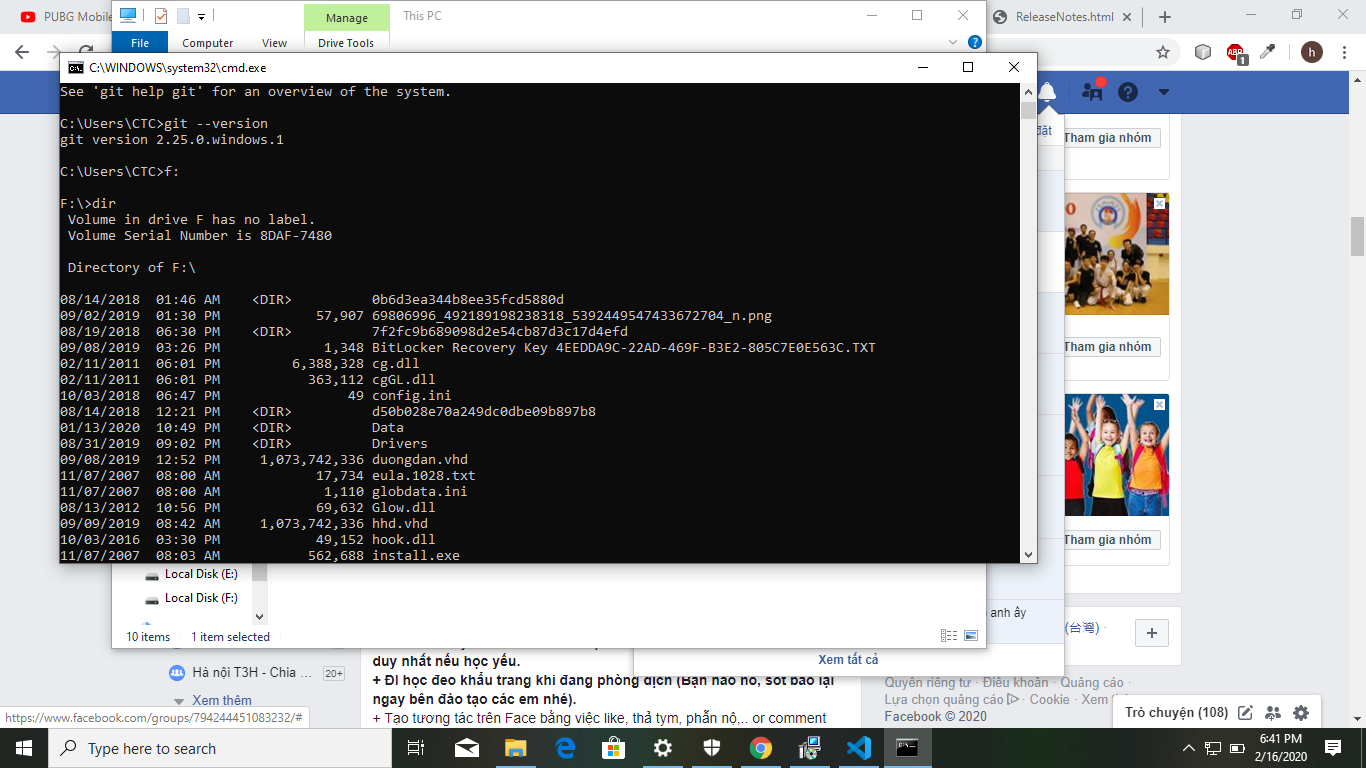 PUBG Mobile
Manage
This PC
ReleaseNotes.html
File
Computer
View
Drive Tools
ABP
1
h
C:\WINDOWS\system32\cmd.exe
See 'git help git' for an overview of the system.
C:\Users\CTC>git --version
git version 2.25.0.windows.1
C:\Users\CTC>f:
F:\>dir
Volume in drive F has no label.
Volume Serial Number is 8DAF-7480
Directory of F:\
08/14/2018 01:46 AM <DIR> 0b6d3ea344b8ee35fcd5880d
09/02/2019 01:30 PM 57,907 69806996_492189198238318_5392449547433672704_n.png
08/19/2018 06:30 PM <DIR> 7f2fc9b689098d2e54cb87d3c17d4efd
09/08/2019 03:26 PM 1,348 BitLocker Recovery Key 4EEDDA9C-22AD-469F-B3E2-805C7E0E563C.TXT
02/11/2011 06:01 PM 6,388,328 cg.dll
02/11/2011 06:01 PM 363,112 cgGL.dll
10/03/2018 06:47 PM 49 config.ini
08/14/2018 12:21 PM <DIR> d50b028e70a249dc0dbe09b897b8
01/13/2020 10:49 PM <DIR> Data
08/31/2019 09:02 PM <DIR> Drivers
09/08/2019 12:52 PM 1,073,742,336 duongdan.vhd
11/07/2007 08:00 AM 17,734 eula.1028.txt
11/07/2007 08:00 AM 1,110 globdata.ini
08/13/2012 10:56 PM 69,632 Glow.dll
09/09/2019 08:42 AM 1,073,742,336 hhd.vhd
10/03/2016 03:30 PM 49,152 hook.dll
11/07/2007 08:03 AM 562,688 install.exe
đặt
Tham gia nhóm
Tham gia nhóm
Tham gia nhóm
Local Disk (E:)
Local Disk (F:)
10 items
1 item selected
anh ấy
(台灣) ·
Xem tất cả
duy nhất nếu học yếu.
+ Đi học đeo khẩu trang khi đang phòng dịch (Bạn nào ho, sốt báo lại
ngay bên đào tạo các em nhé).
+ Tạo tương tác trên Face bằng việc like, thả tym, phẫn nộ,.. or comment
Hà nội T3H - Chia ...
20+
Xem thêm
https://www.facebook.com/groups/794244451083232/#
Quyền riêng tư · Điều khoản · Quảng cáo ·
Lựa chọn quảng cáo · Cookie · Xem
Facebook © 2020
Trò chuyện (108)
Type here to search
6:41 PM
2/16/2020